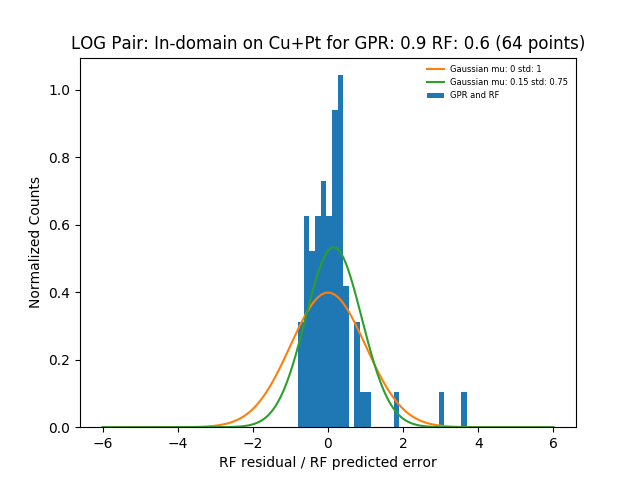 LOG Pair: In-domain on Cu+Pt for GPR: 0.9 RF: 0.6 (64 points)
Gaussian mu: 0 std: 1
Gaussian mu: 0.15 std: 0.75
GPR and RF
Normalized Counts
1.0
0.8
0.6
0.4
0.2
0.0
−6 −4 −2 0 2 4 6
RF residual / RF predicted error